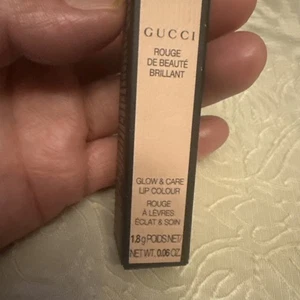 GUCCI
ROUGE
DE BEAUTÉ
BRILLANT
GLOW & CARE
LIP COLOUR
ROUGE
À LÈVRES
ÉCLAT & SOIN
1.8 g POIDS NET/
NET WT. 0.06 OZ.